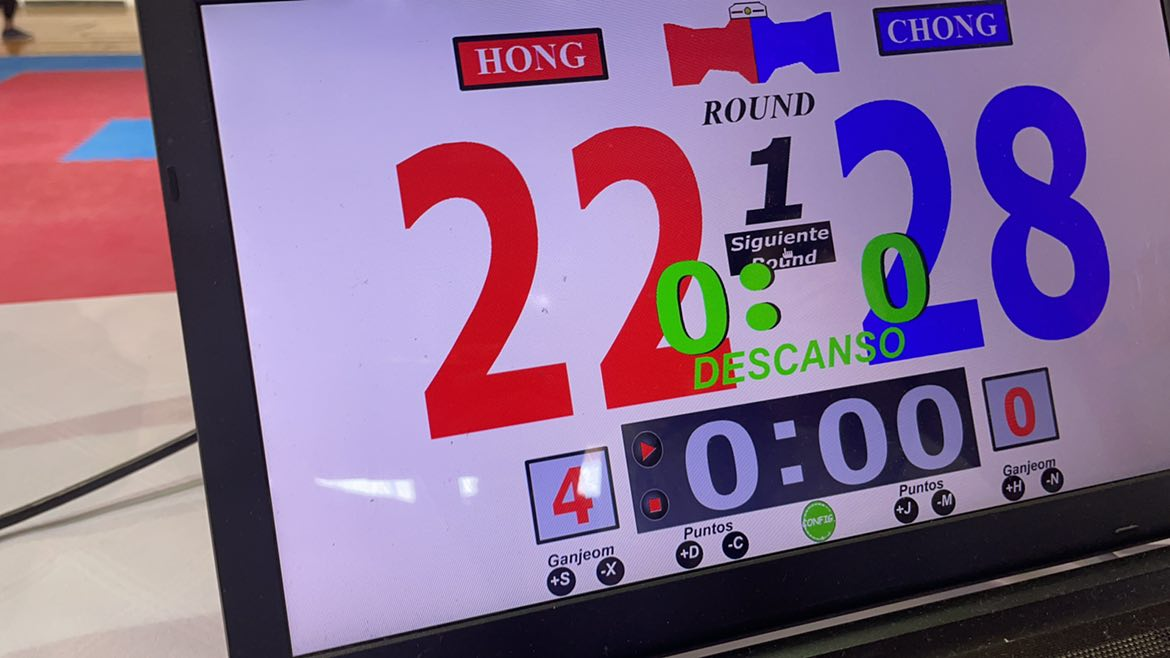 HONG
CHONG
ROUND
1
22
28
Siguiente
Round
0: 0
DESCANSO
0:00
4
0
Ganjeom
+S -X
Puntos
+D -C
CONFIG.
Puntos
+J -M
Ganjeom
+H -N